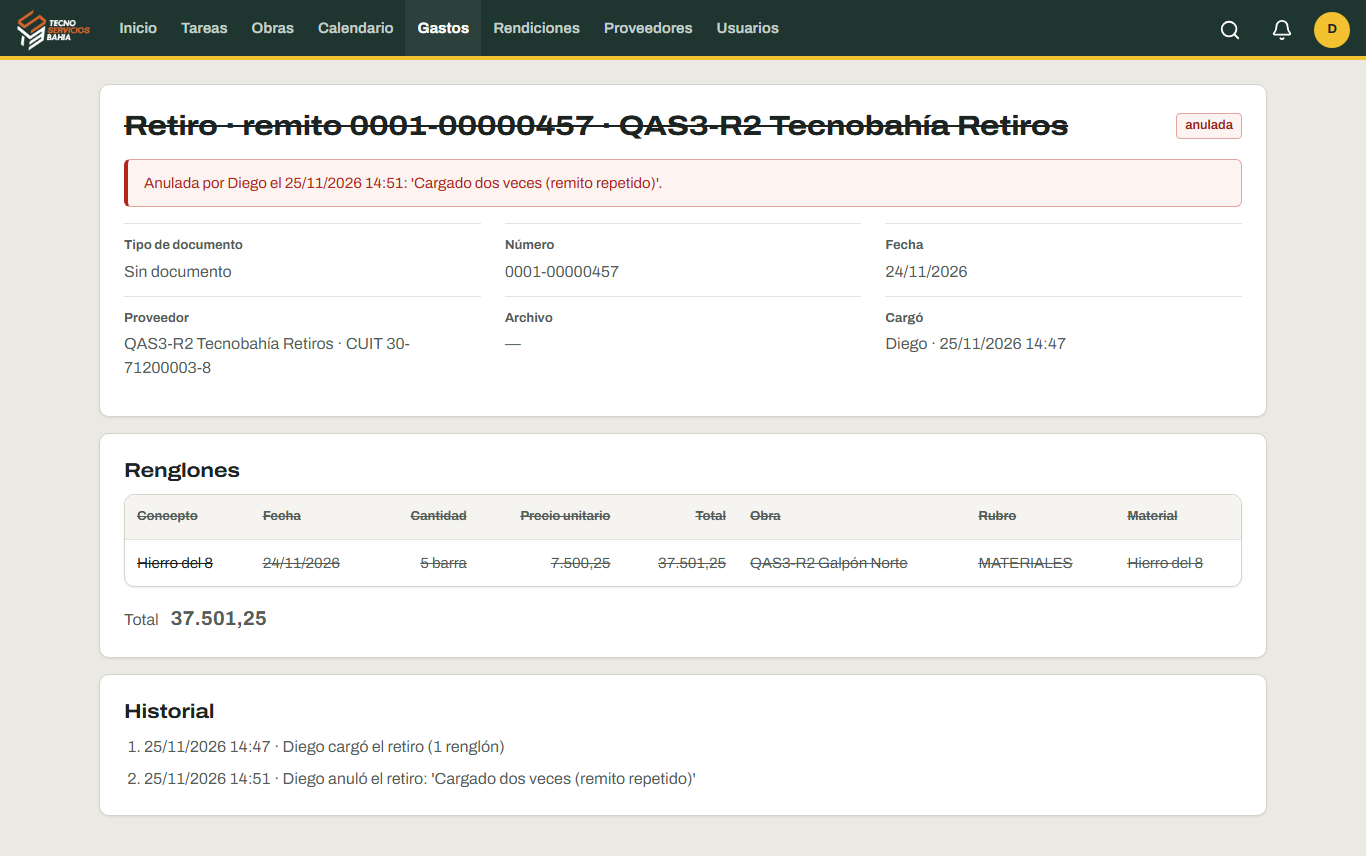 TECNO
SERVICIOS
BAHIA
Inicio Tareas Obras Calendario Gastos Rendiciones Proveedores Usuarios
D
Retiro · remito 0001-00000457 · QAS3-R2 Tecnobahía Retiros
anulada
Anulada por Diego el 25/11/2026 14:51: 'Cargado dos veces (remito repetido)'.
Tipo de documento Número Fecha
Sin documento 0001-00000457 24/11/2026
Proveedor Archivo Cargó
QAS3-R2 Tecnobahía Retiros · CUIT 30- — Diego · 25/11/2026 14:47
71200003-8
Renglones
Concepto Fecha Cantidad Precio unitario Total Obra Rubro Material
Hierro del 8 24/11/2026 5 barra 7.500,25 37.501,25 QAS3-R2 Galpón Norte MATERIALES Hierro del 8
Total 37.501,25
Historial
1. 25/11/2026 14:47 · Diego cargó el retiro (1 renglón)
2. 25/11/2026 14:51 · Diego anuló el retiro: 'Cargado dos veces (remito repetido)'